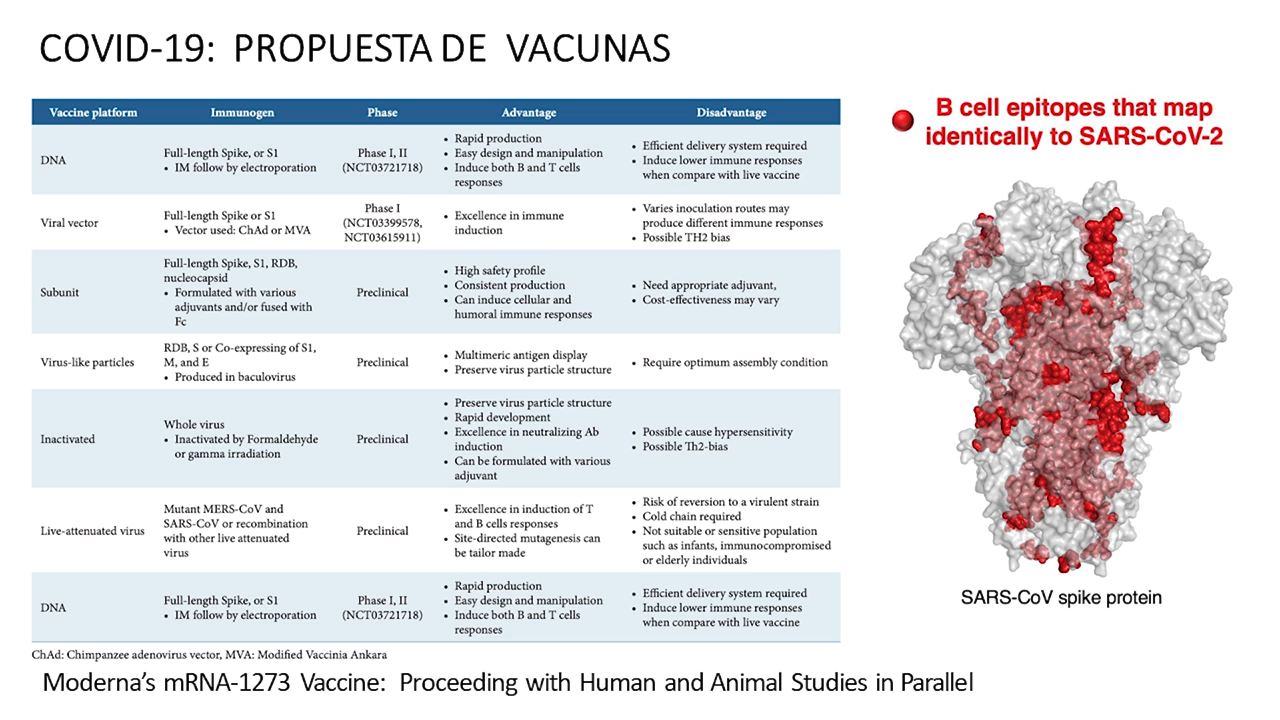 COVID-19: PROPUESTA DE VACUNAS
Vaccine platform Immunogen Phase Advantage Disadvantage
DNA
Full-length Spike, or S1
• IM follow by electroporation
Phase I, II
(NCT03721718)
• Rapid production
• Easy design and manipulation
• Induce both B and T cells
responses
• Efficient delivery system required
• Induce lower immune responses
when compare with live vaccine
Viral vector
Full-length Spike or S1
• Vector used: ChAd or MVA
Phase I
(NCT03399578,
NCT03615911)
• Excellence in immune
induction
• Varies inoculation routes may
produce different immune responses
• Possible TH2 bias
Subunit
Full-length Spike, S1, RDB,
nucleocapsid
• Formulated with various
adjuvants and/or fused with
Fc
Preclinical
• High safety profile
• Consistent production
• Can induce cellular and
humoral immune responses
• Need appropriate adjuvant,
• Cost-effectiveness may vary
Virus-like particles
RDB, S or Co-expressing of S1,
M, and E
• Produced in baculovirus
Preclinical
• Multimeric antigen display
• Preserve virus particle structure
• Require optimum assembly condition
Inactivated
Whole virus
• Inactivated by Formaldehyde
or gamma irradiation
Preclinical
• Preserve virus particle structure
• Rapid development
• Excellence in neutralizing Ab
induction
• Can be formulated with various
adjuvant
• Possible cause hypersensitivity
• Possible Th2-bias
Live-attenuated virus
Mutant MERS-CoV and
SARS-CoV or recombination
with other live attenuated
virus
Preclinical
• Excellence in induction of T
and B cells responses
• Site-directed mutagenesis can
be tailor made
• Risk of reversion to a virulent strain
• Cold chain required
• Not suitable or sensitive population
such as infants, immunocompromised
or elderly individuals
DNA
Full-length Spike, or S1
• IM follow by electroporation
Phase I, II
(NCT03721718)
• Rapid production
• Easy design and manipulation
• Induce both B and T cells
responses
• Efficient delivery system required
• Induce lower immune responses
when compare with live vaccine
ChAd: Chimpanzee adenovirus vector, MVA: Modified Vaccinia Ankara
B cell epitopes that map
identically to SARS-CoV-2
SARS-CoV spike protein
Moderna’s mRNA-1273 Vaccine: Proceeding with Human and Animal Studies in Parallel